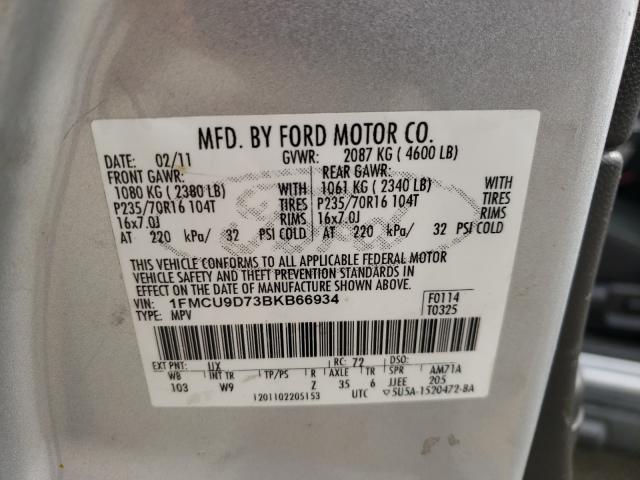 MFD. BY FORD MOTOR CO.
DATE: 02/11 GVWR: 2087 KG ( 4600 LB)
FRONT GAWR: REAR GAWR:
1080 KG ( 2380 LB) WITH 1061 KG ( 2340 LB) WITH
P235/70R16 104T TIRES P235/70R16 104T TIRES
16x7.0J RIMS 16x7.0J RIMS
AT 220 kPa/ 32 PSI COLD AT 220 kPa/ 32 PSI COLD
Ford
THIS VEHICLE CONFORMS TO ALL APPLICABLE FEDERAL MOTOR
VEHICLE SAFETY AND THEFT PREVENTION STANDARDS IN
EFFECT ON THE DATE OF MANUFACTURE SHOWN ABOVE.
VIN: 1FMCU9D73BKB66934 F0114
TYPE: MPV T0325
EXT PNT: UX RC: 72 DSO:
WB INT TR TP/PS R AXLE TR SPR AM71A
103 W9 Z 35 6 JJEE 205
1201102205153 UTC ▽5U5A-1520472-BA